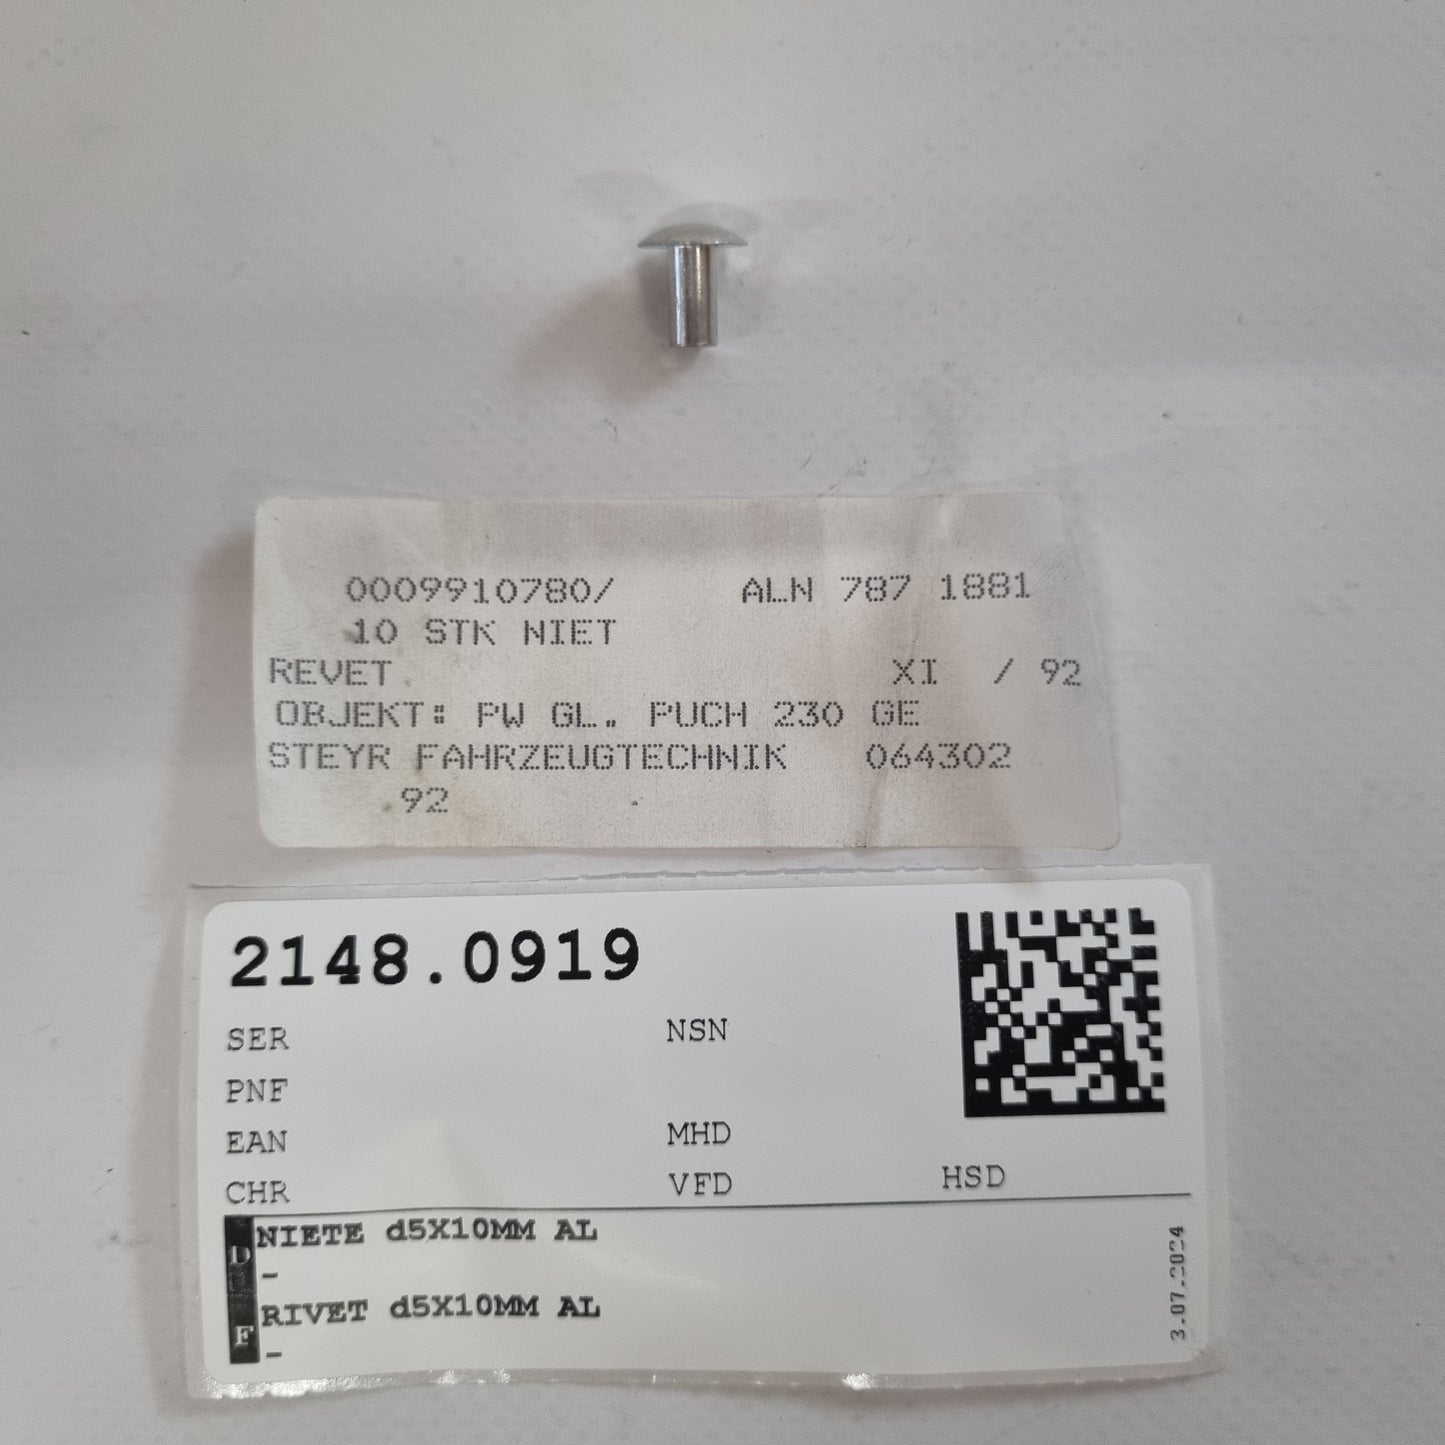 0009910780/ ALN 787 1881
10 STK NIET
REVET XI / 92
OBJEKT: PW GL. PUCH 230 GE
STEYR FAHRZEUGTECHNIK 064302
92
2148.0919
SER NSN
PNF
EAN MHD
CHR VFD HSD
D NIETE d5X10MM AL
-
F RIVET d5X10MM AL
-
3.07.2024